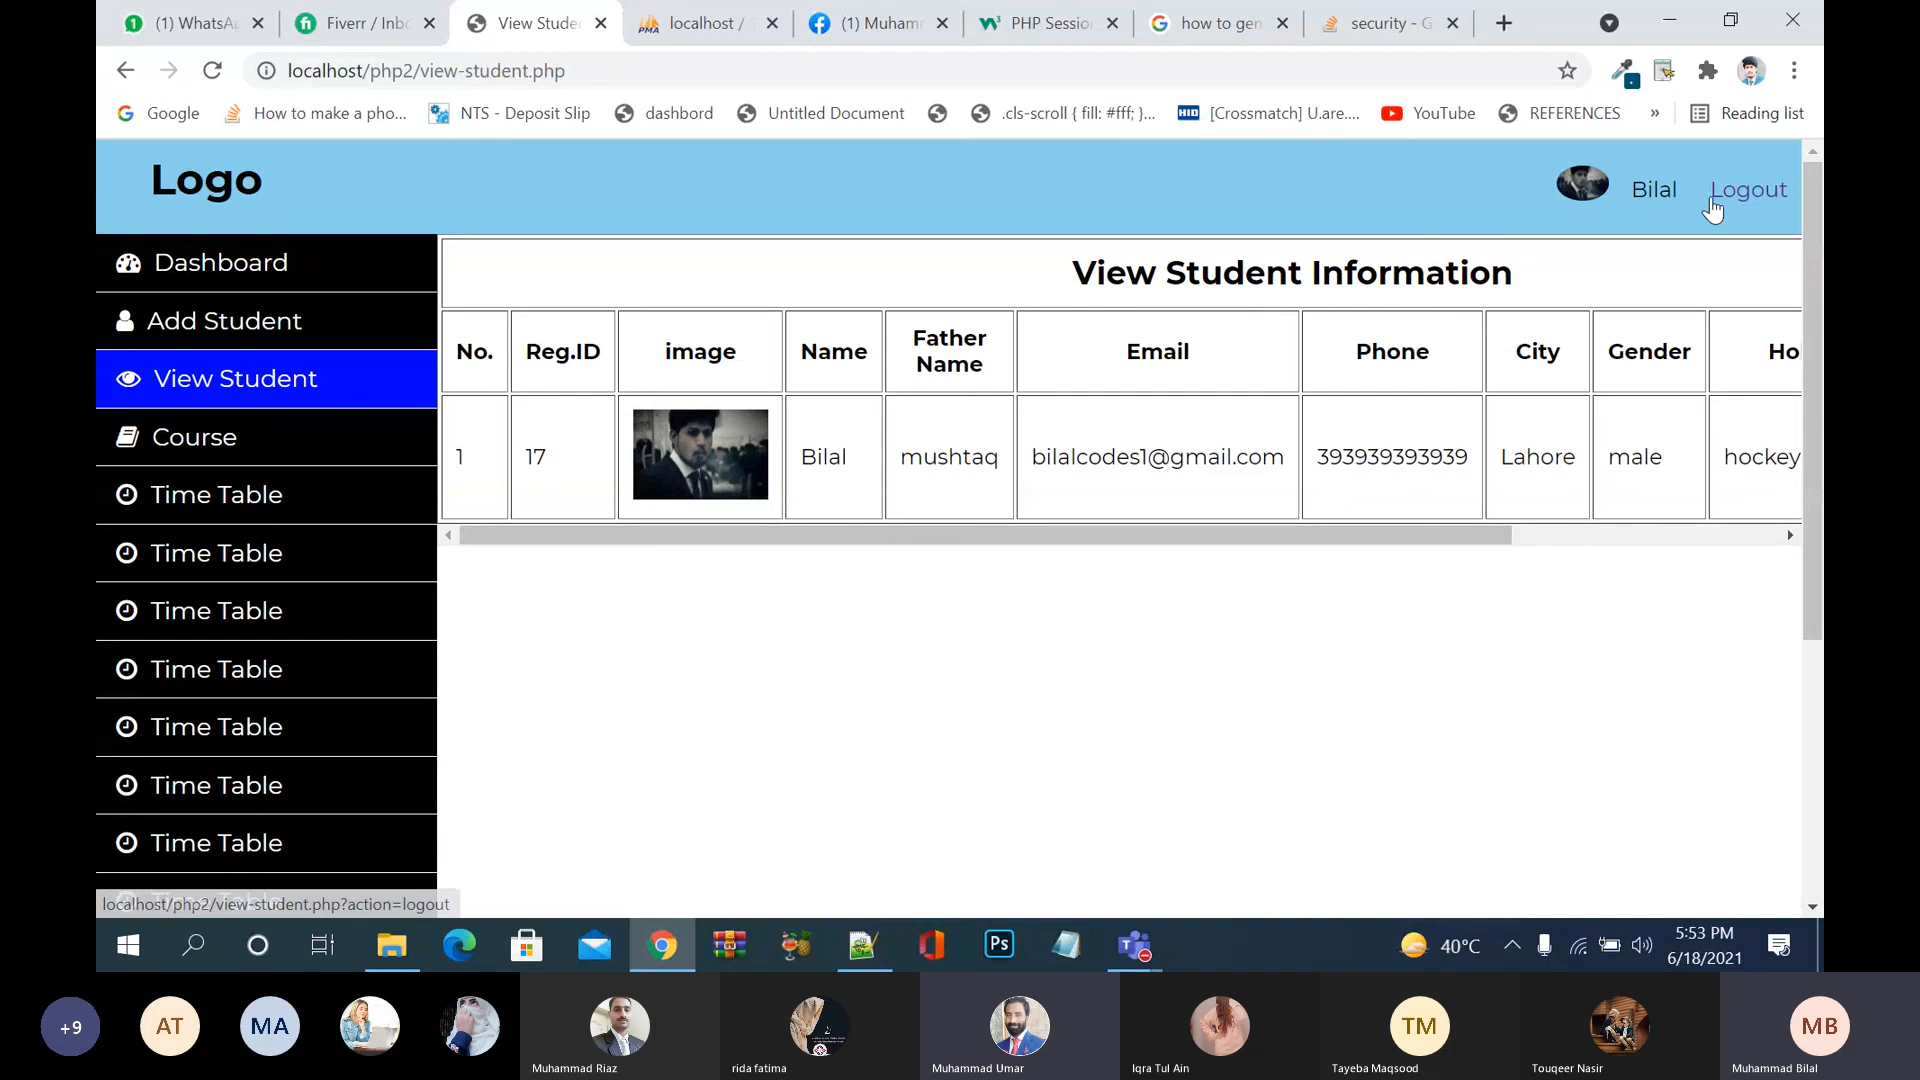 (1) WhatsA
Fiverr / Inbo
View Stude
PMA localhost /
(1) Muhamm
PHP Sessio
how to gen
security - G
localhost/php2/view-student.php
Google
How to make a pho...
NTS - Deposit Slip
dashbord
Untitled Document
.cls-scroll { fill: #fff; }...
HID [Crossmatch] U.are....
YouTube
REFERENCES
»
Reading list
Logo
Bilal
Logout
Dashboard
Add Student
View Student
Course
Time Table
Time Table
Time Table
Time Table
Time Table
Time Table
Time Table
View Student Information
No. Reg.ID image Name Father Name Email Phone City Gender Ho
1 17 Bilal mushtaq bilalcodes1@gmail.com 393939393939 Lahore male hockey
localhost/php2/view-student.php?action=logout
Ps
40°C
5:53 PM
6/18/2021
+9
AT
MA
TM
MB
Muhammad Riaz
rida fatima
Muhammad Umar
Iqra Tul Ain
Tayeba Maqsood
Touqeer Nasir
Muhammad Bilal